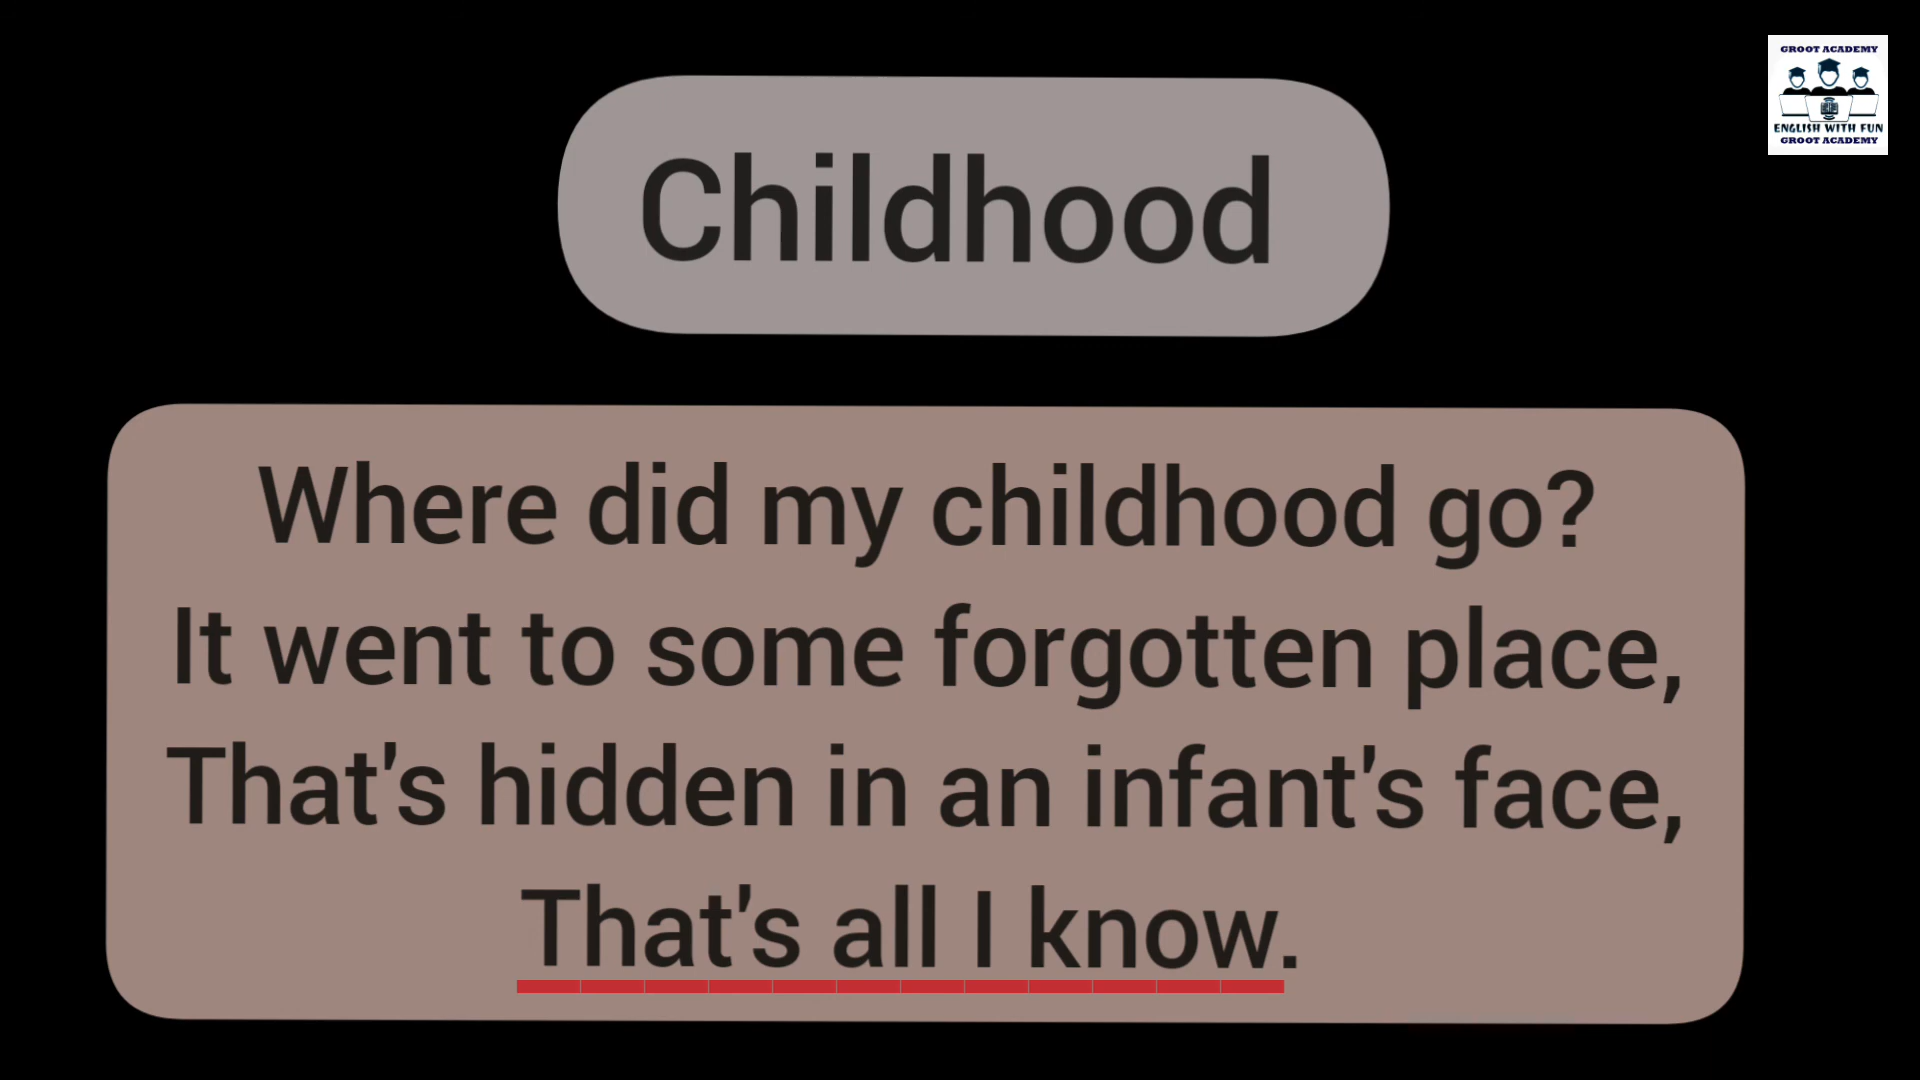 GROOT ACADEMY
ENGLISH WITH FUN
GROOT ACADEMY
Childhood
Where did my childhood go?
It went to some forgotten place,
That's hidden in an infant's face,
That's all I know.